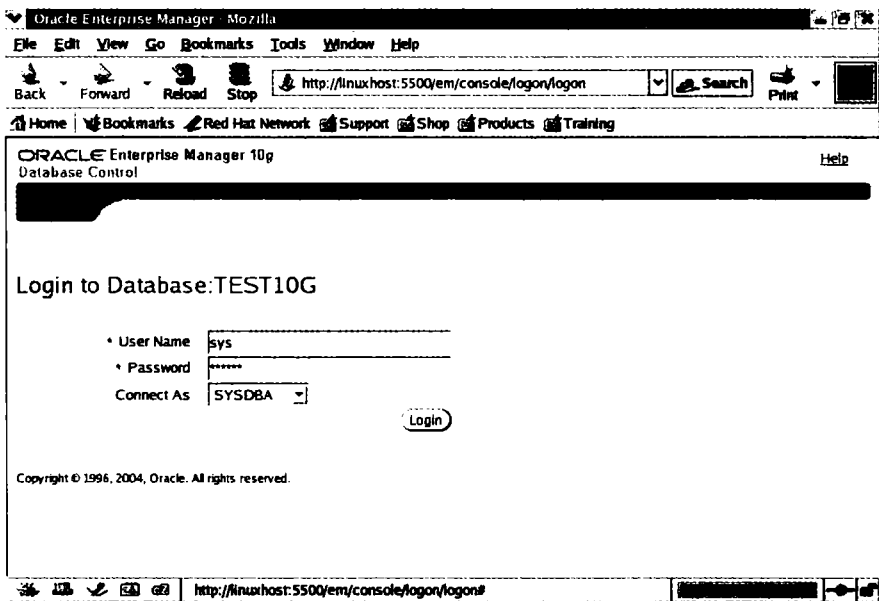 Oracle Enterprise Manager - Mozilla
File Edit View Go Bookmarks Tools Window Help
Back Forward Reload Stop http://linuxhost:5500/em/console/logon/logon Search Print
Home Bookmarks Red Hat Network Support Shop Products Training
ORACLE Enterprise Manager 10g Help
Database Control
Login to Database:TEST10G
* User Name sys
* Password ******
Connect As SYSDBA
Login
Copyright © 1996, 2004, Oracle. All rights reserved.
http://linuxhost:5500/em/console/logon/logon#